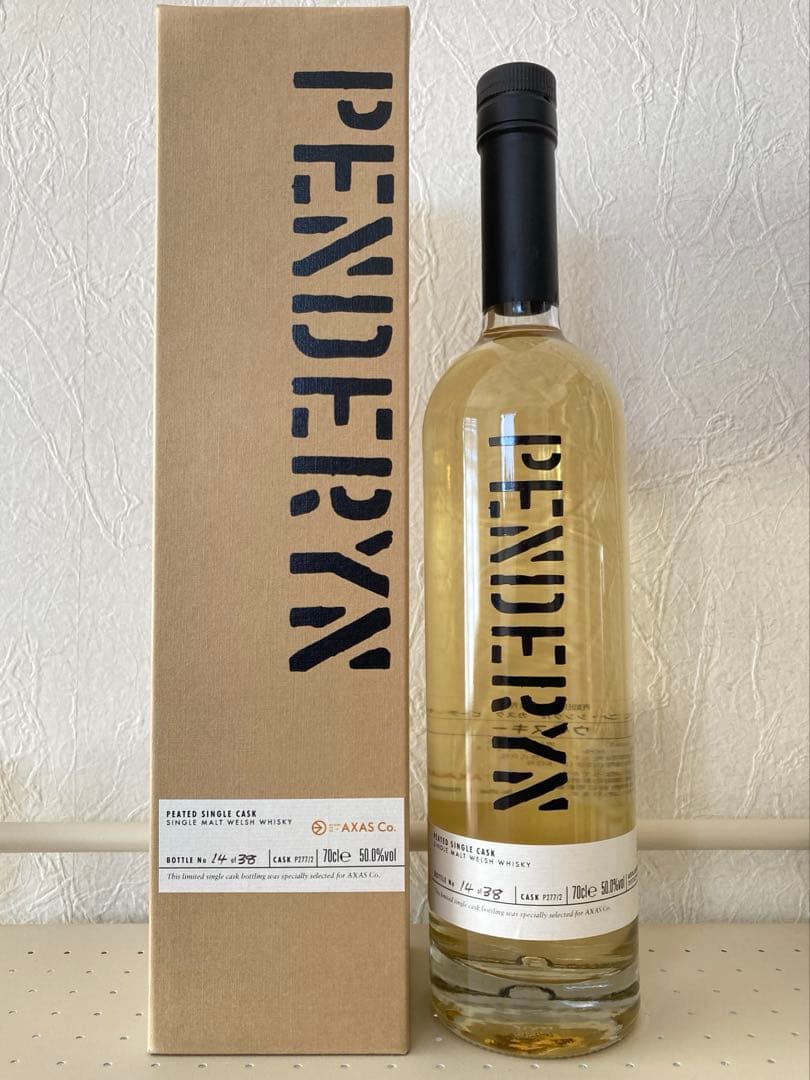 PENDERYN
PEATED SINGLE CASK
SINGLE MALT WELSH WHISKY
AXAS Co.
BOTTLE No 14 of 38 CASK P277/2 70cl℮ 50.0%vol
This limited single cask bottling was specially selected for AXAS Co.
PENDERYN
PEATED SINGLE CASK
SINGLE MALT WELSH WHISKY
BOTTLE No 14 of 38 CASK P277/2 70cl℮ 50.0%vol
limited single cask bottling was specially selected for AXAS Co.